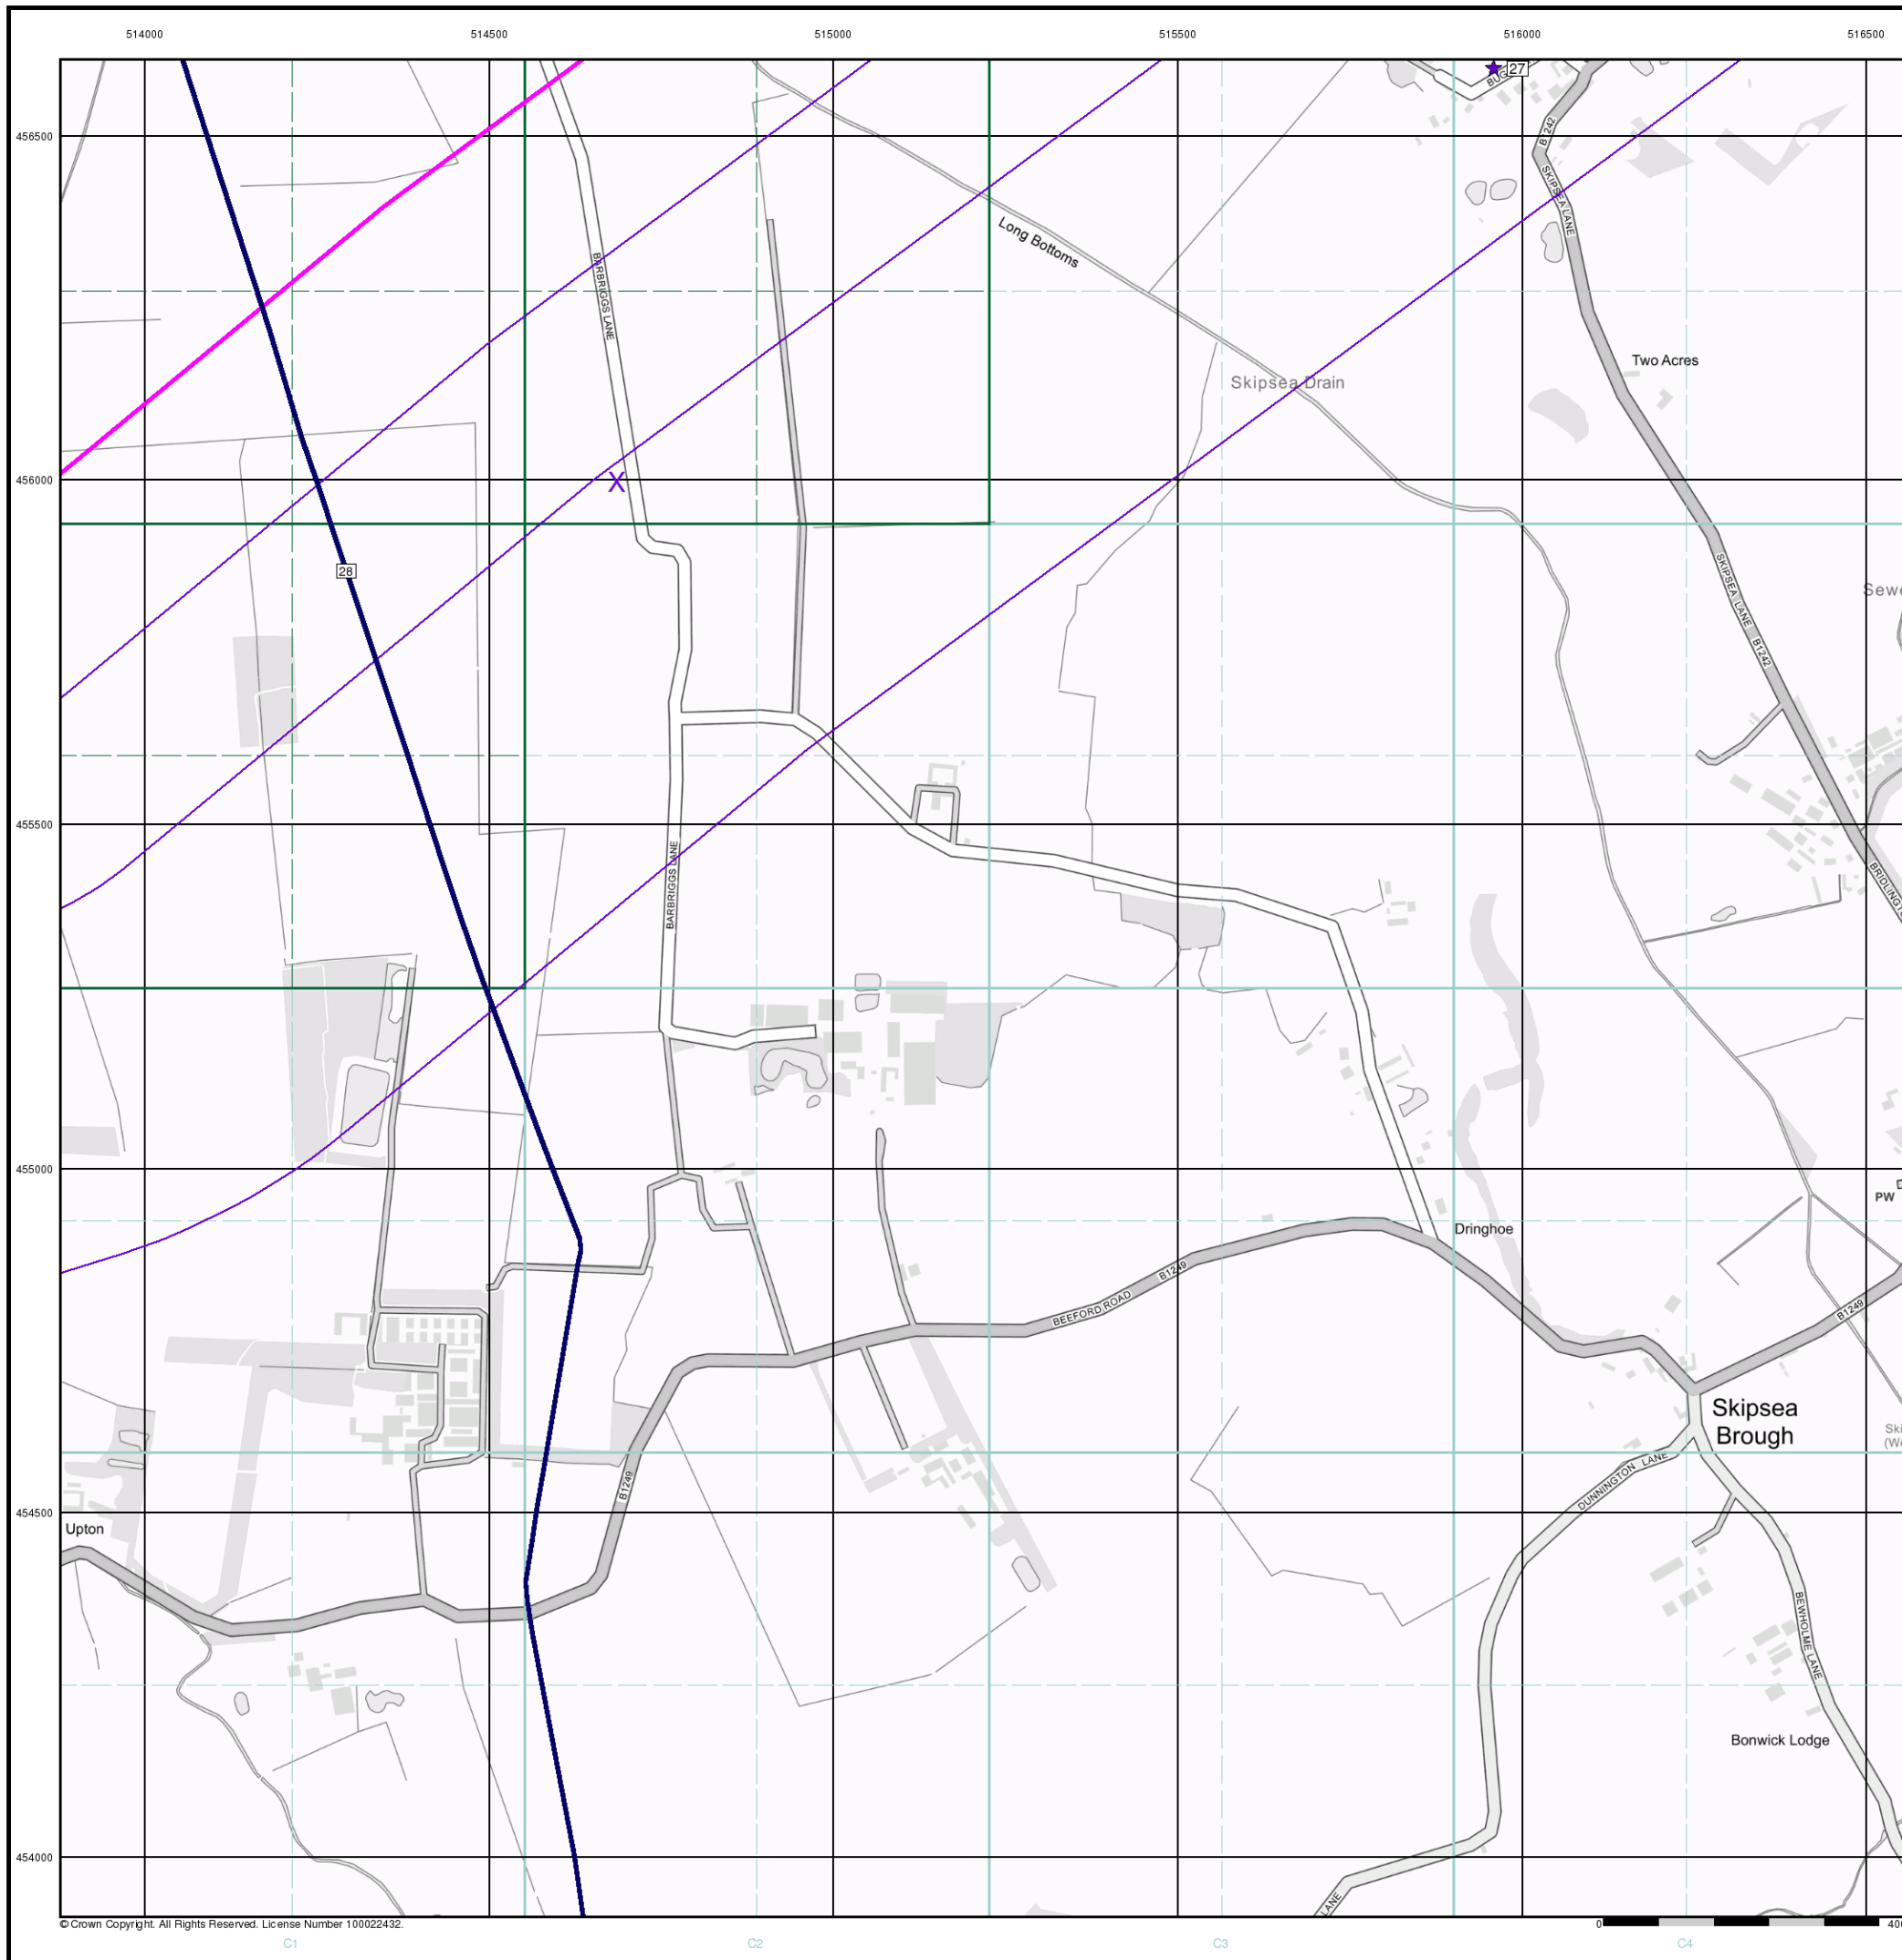 514000 514500 515000 515500 516000 516500
27
456500
B1242
SKIPSEA LANE
Long Bottoms
BARBRIGGS LANE
Two Acres
Skipsea Drain
456000
X
28
SKIPSEA LANE B1242
455500
BARBRIGGS LANE
455000
PW
Dringhoe
B1249
BEEFORD ROAD
B1249
Skipsea
Brough
DUNNINGTON LANE
B1249
454500
Upton
BEWHOLME LANE
Bonwick Lodge
454000
LANE
© Crown Copyright. All Rights Reserved. License Number 100022432.
0
C1 C2 C3 C4